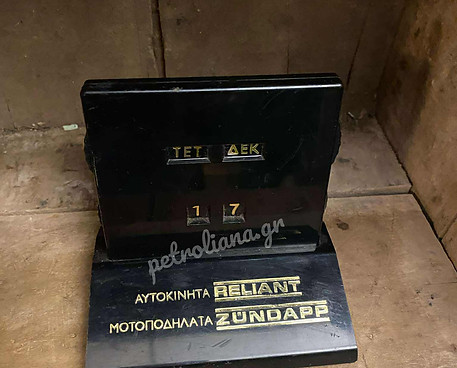 ΤΕΤ ΔΕΚ
1 7
petroliana.gr
ΑΥΤΟΚΙΝΗΤΑ RELIANT
ΜΟΤΟΠΟΔΗΛΑΤΑ ZÜNDAPP